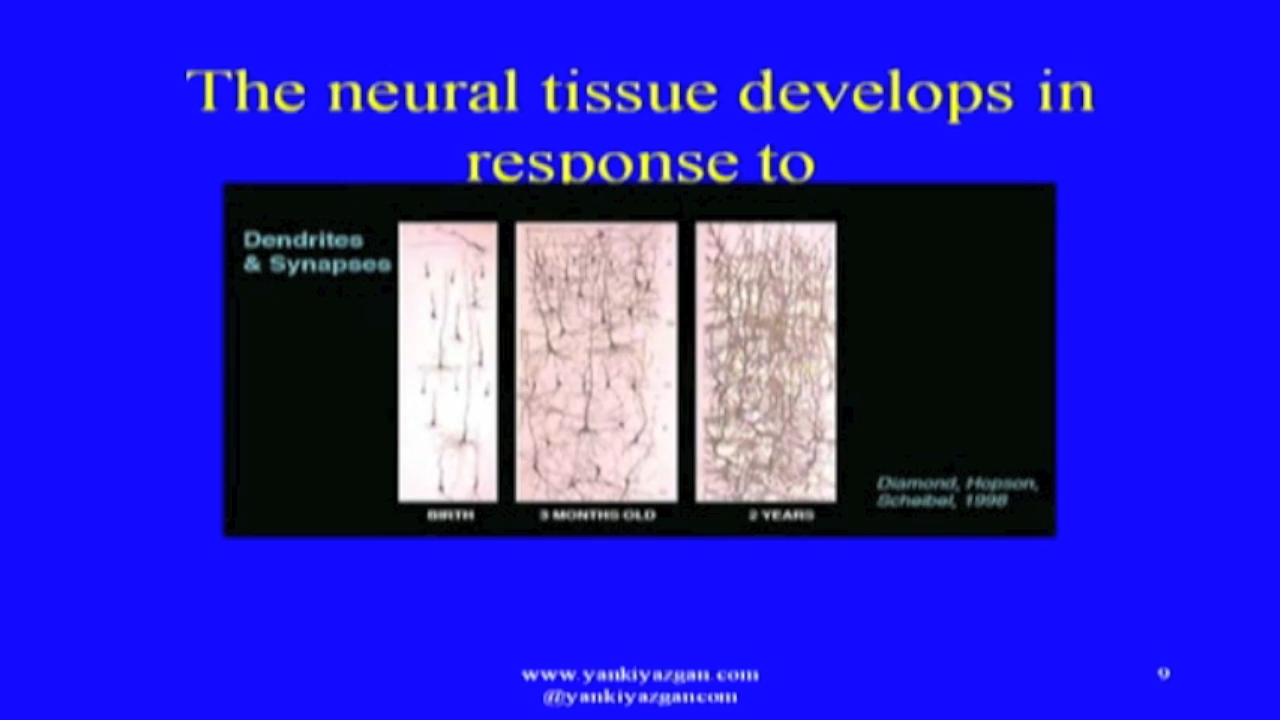 The neural tissue develops in
response to
Dendrites
& Synapses
BIRTH
3 MONTHS OLD
2 YEARS
Diamond, Hopson,
Scheibel, 1998
www.yankiyazgan.com
@yankiyazgancom
9